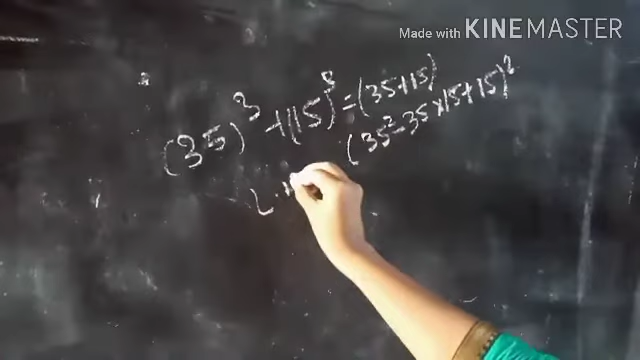 Made with KINEMASTER
(35)³ + (15)³ = (35+15)
(35² - 35 x 15 + 15)²
L.H